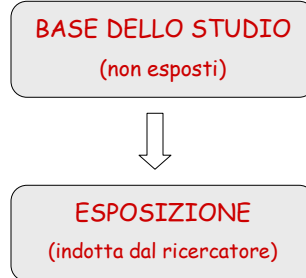 BASE DELLO STUDIO
(non esposti)
ESPOSIZIONE
(indotta dal ricercatore)